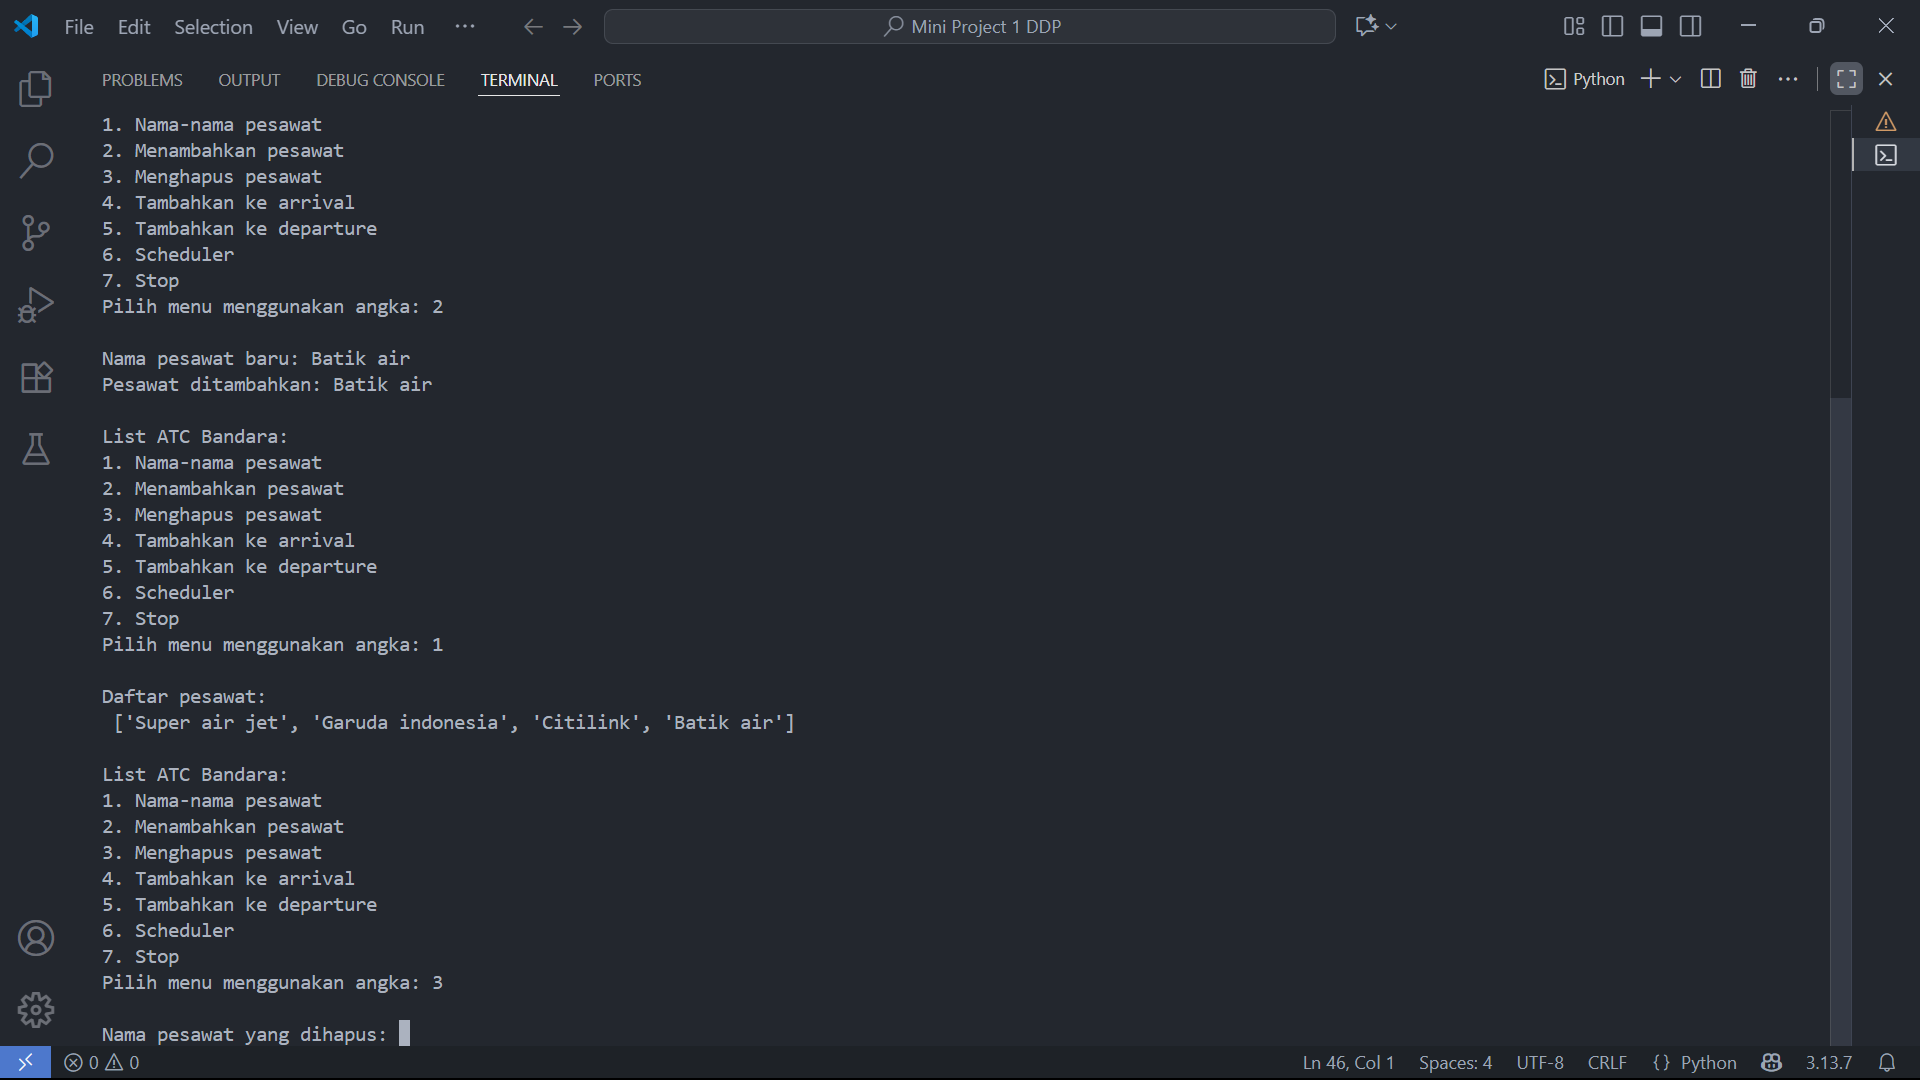 File Edit Selection View Go Run ··· Mini Project 1 DDP
PROBLEMS OUTPUT DEBUG CONSOLE TERMINAL PORTS Python
1. Nama-nama pesawat
2. Menambahkan pesawat
3. Menghapus pesawat
4. Tambahkan ke arrival
5. Tambahkan ke departure
6. Scheduler
7. Stop
Pilih menu menggunakan angka: 2
Nama pesawat baru: Batik air
Pesawat ditambahkan: Batik air
List ATC Bandara:
1. Nama-nama pesawat
2. Menambahkan pesawat
3. Menghapus pesawat
4. Tambahkan ke arrival
5. Tambahkan ke departure
6. Scheduler
7. Stop
Pilih menu menggunakan angka: 1
Daftar pesawat:
['Super air jet', 'Garuda indonesia', 'Citilink', 'Batik air']
List ATC Bandara:
1. Nama-nama pesawat
2. Menambahkan pesawat
3. Menghapus pesawat
4. Tambahkan ke arrival
5. Tambahkan ke departure
6. Scheduler
7. Stop
Pilih menu menggunakan angka: 3
Nama pesawat yang dihapus:
0 0 Ln 46, Col 1 Spaces: 4 UTF-8 CRLF {} Python 3.13.7